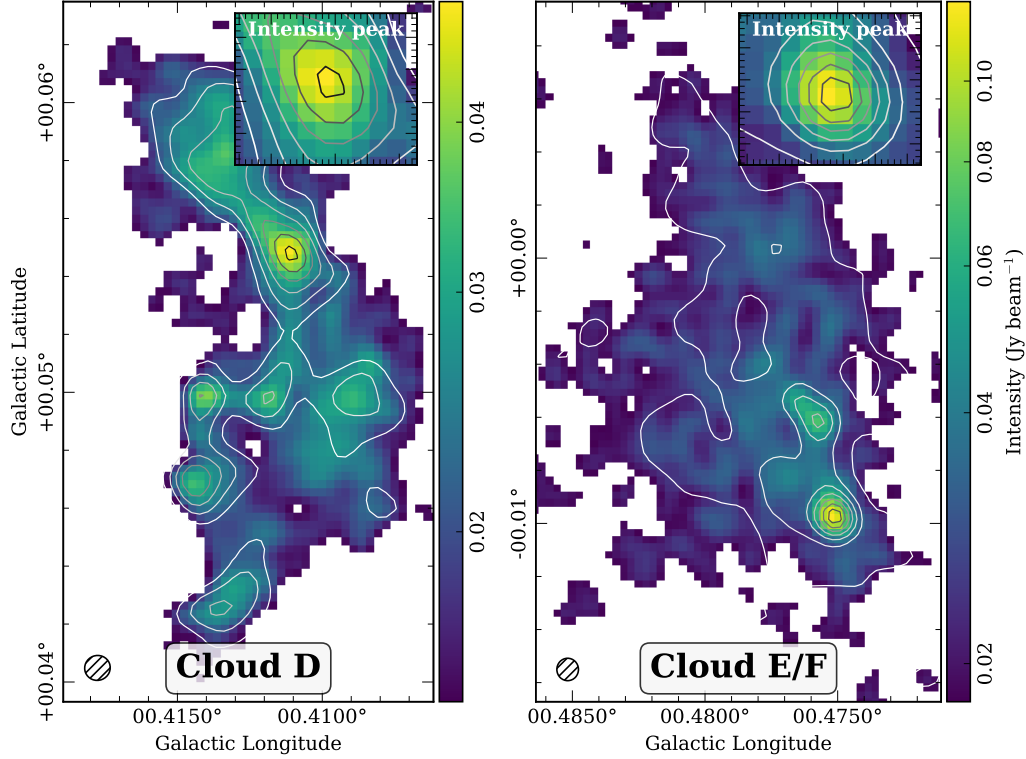 Intensity peak
Intensity peak
+00.06°
+00.05°
+00.04°
Galactic Latitude
00.4150°
00.4100°
Galactic Longitude
Cloud D
0.04
0.03
0.02
+00.00°
-00.01°
00.4850°
00.4800°
00.4750°
Galactic Longitude
Cloud E/F
0.10
0.08
0.06
0.04
0.02
Intensity (Jy beam⁻¹)